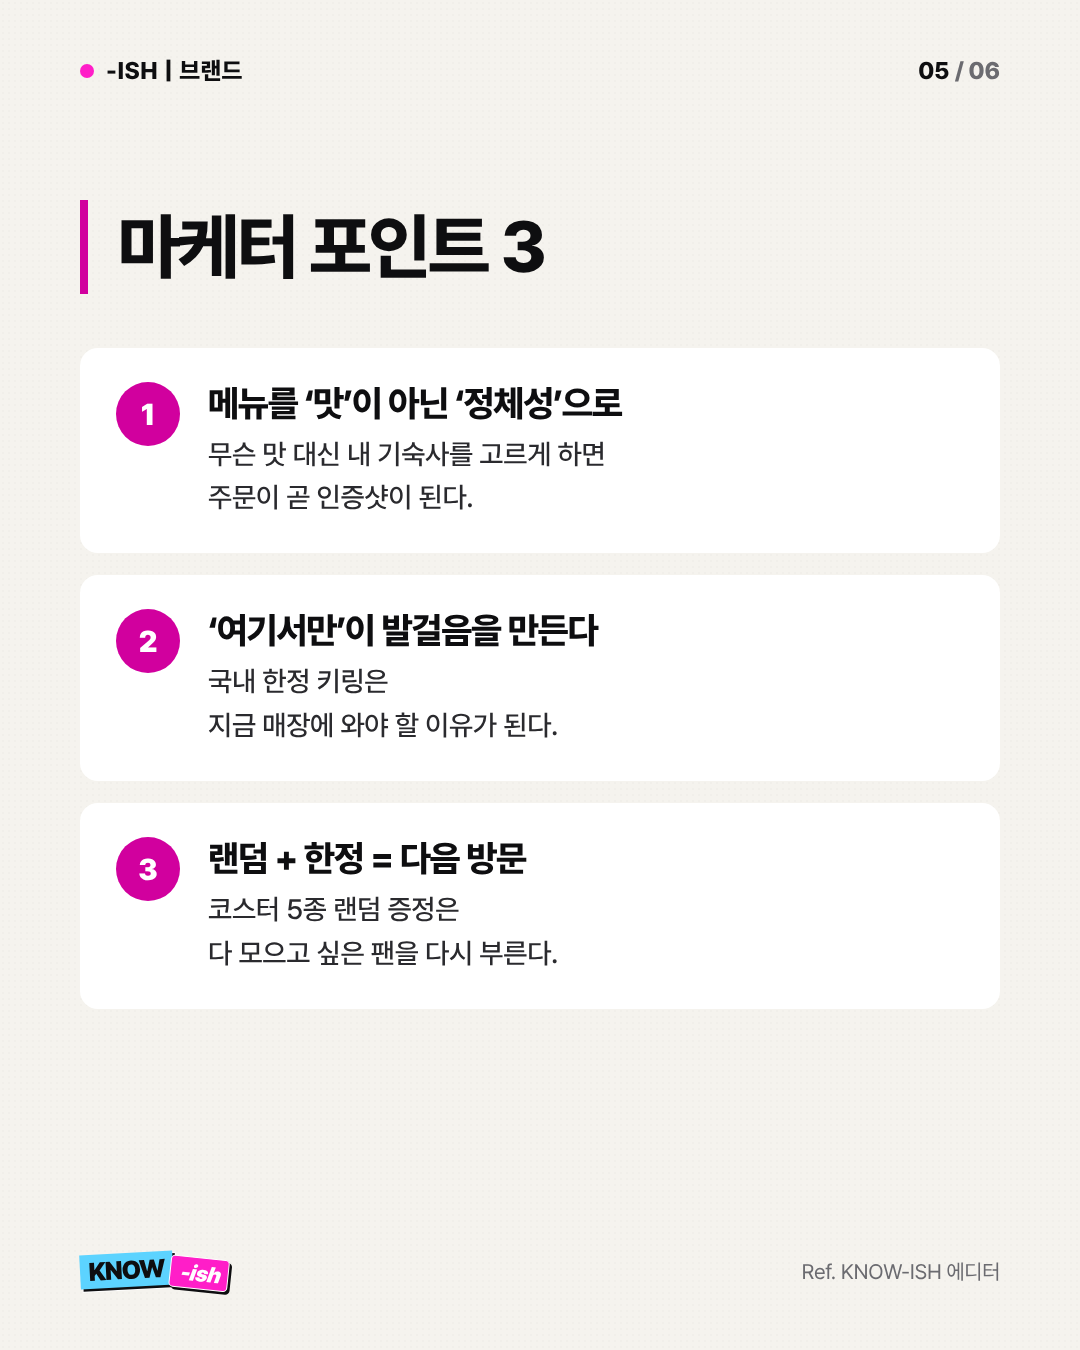 -ISH | 브랜드
05 / 06
마케터 포인트 3
1
메뉴를 ‘맛’이 아닌 ‘정체성’으로
무슨 맛 대신 내 기숙사를 고르게 하면
주문이 곧 인증샷이 된다.
2
‘여기서만’이 발걸음을 만든다
국내 한정 키링은
지금 매장에 와야 할 이유가 된다.
3
랜덤 + 한정 = 다음 방문
코스터 5종 랜덤 증정은
다 모으고 싶은 팬을 다시 부른다.
KNOW -ish
Ref. KNOW-ISH 에디터